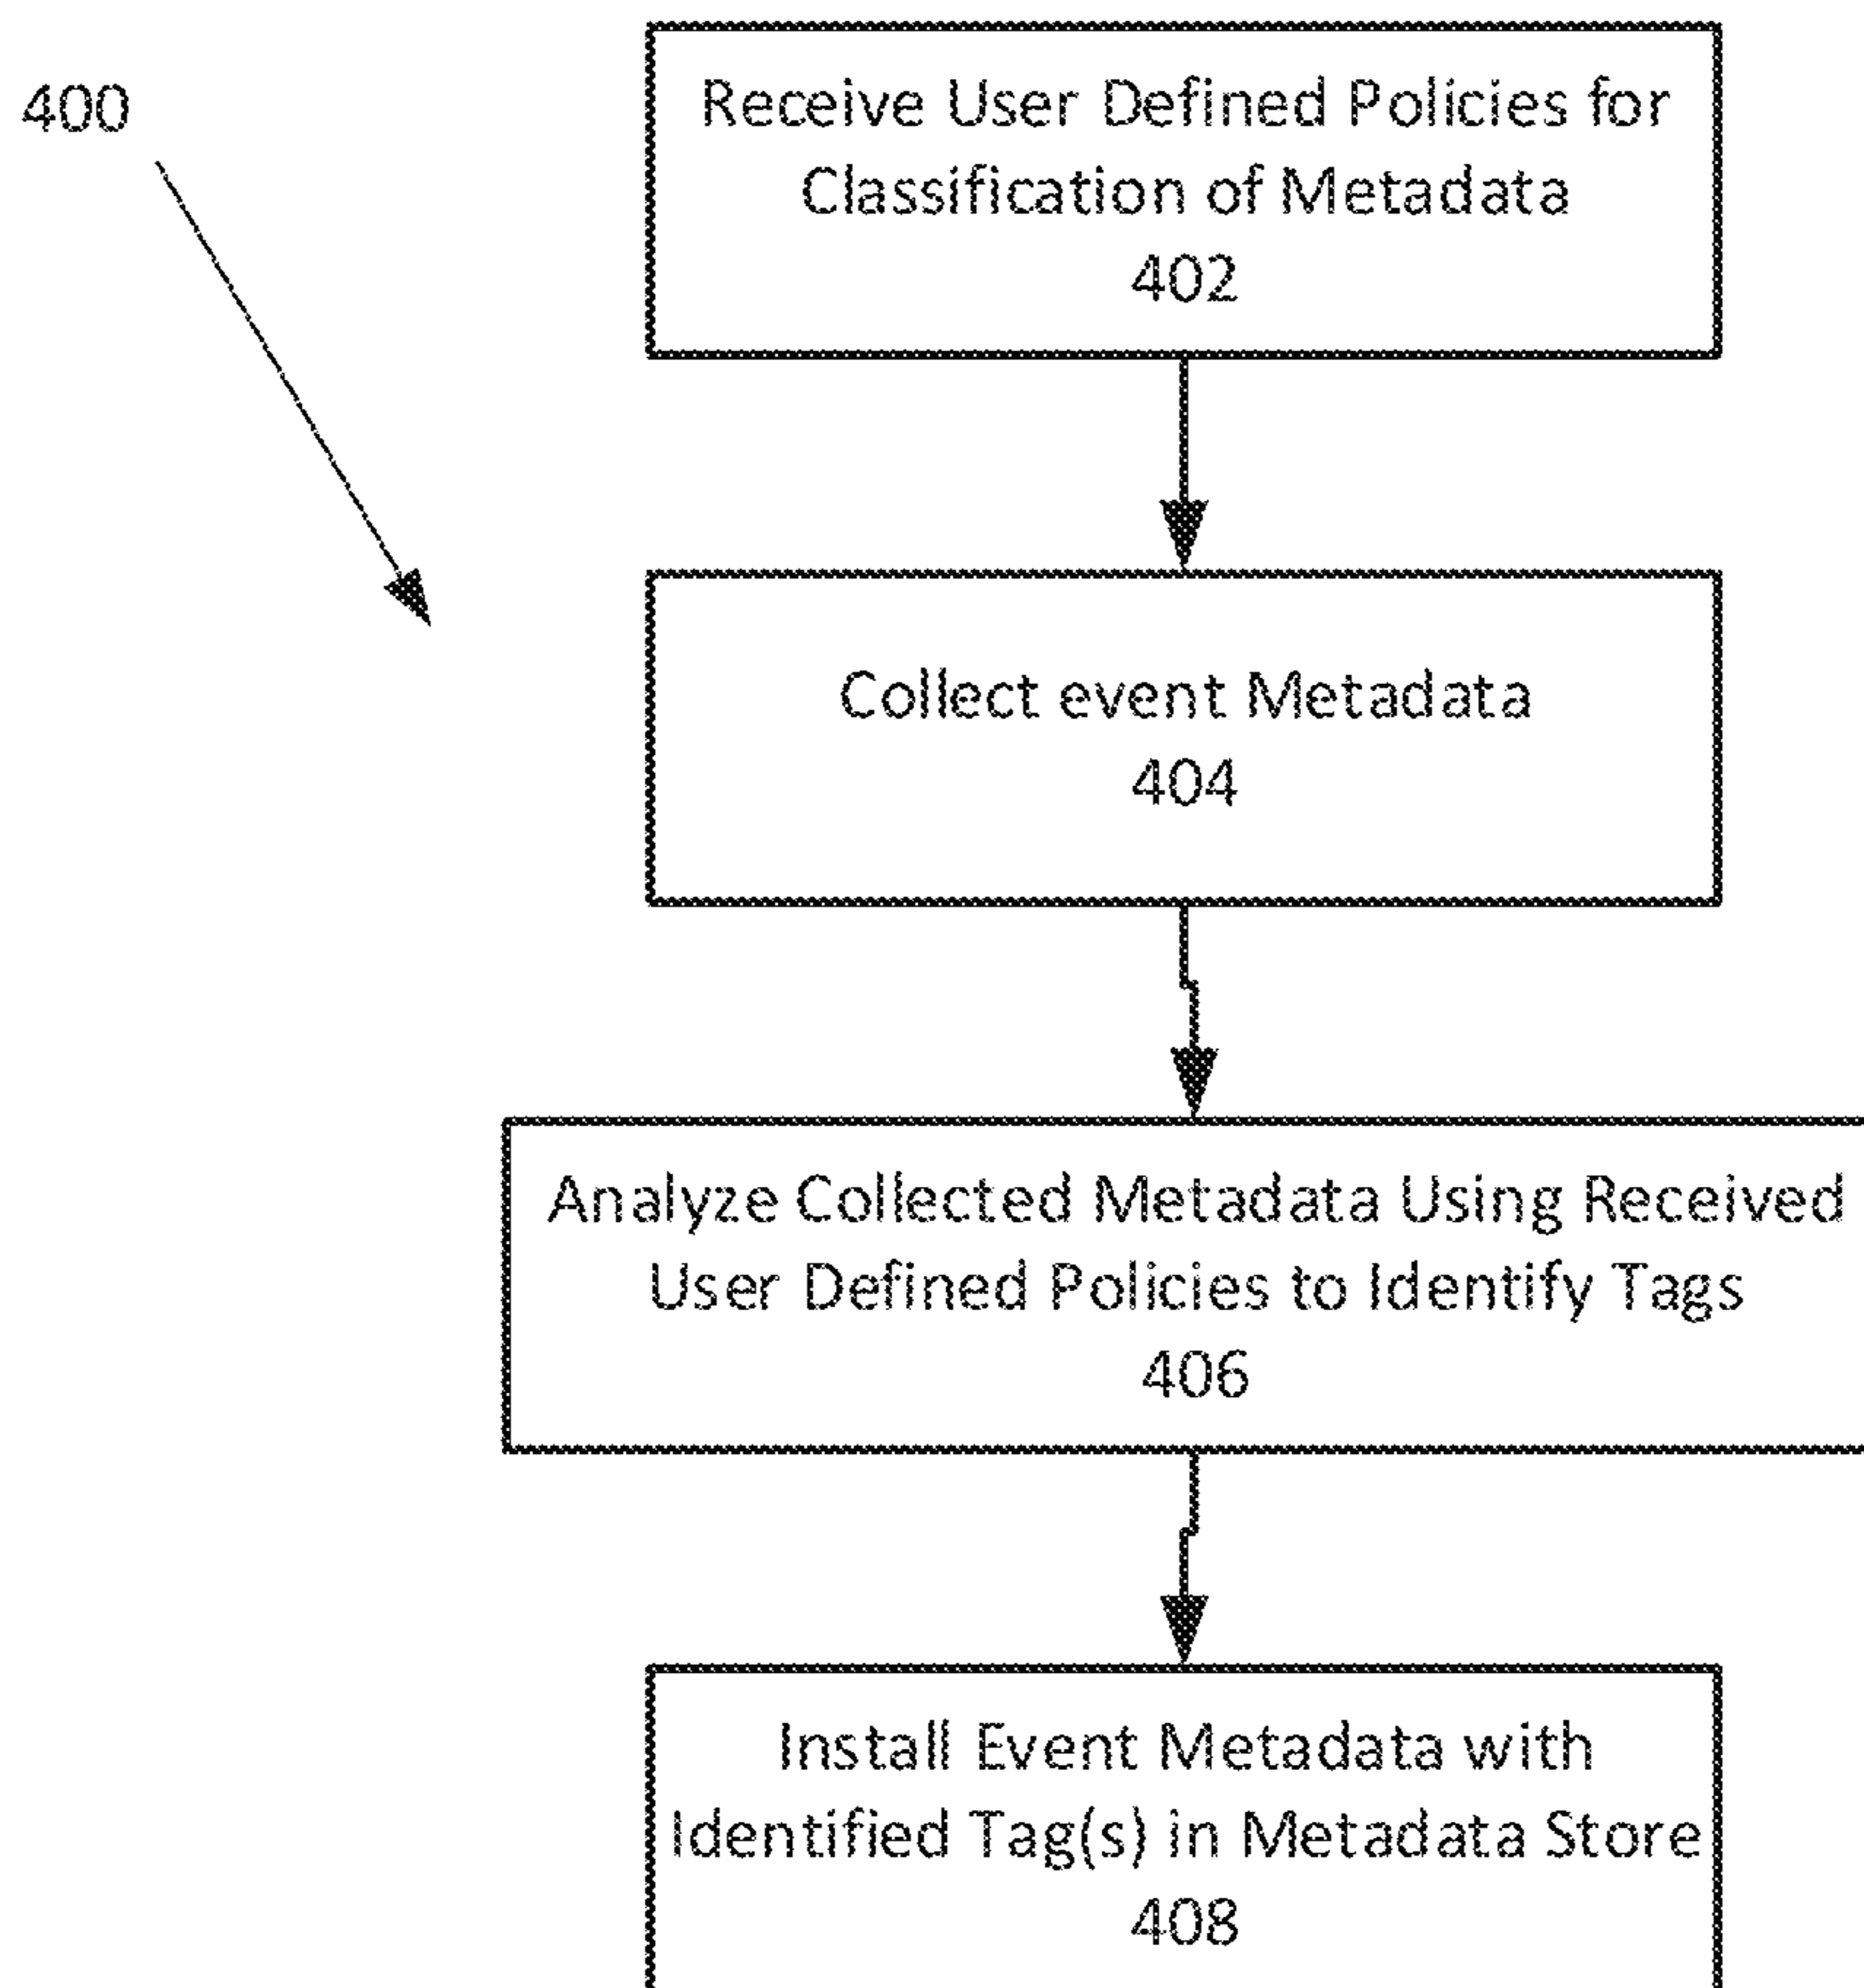 400
Receive User Defined Policies for
Classification of Metadata
402
Collect event Metadata
404
Analyze Collected Metadata Using Received
User Defined Policies to Identify Tags
406
Install Event Metadata with
Identified Tag(s) in Metadata Store
408